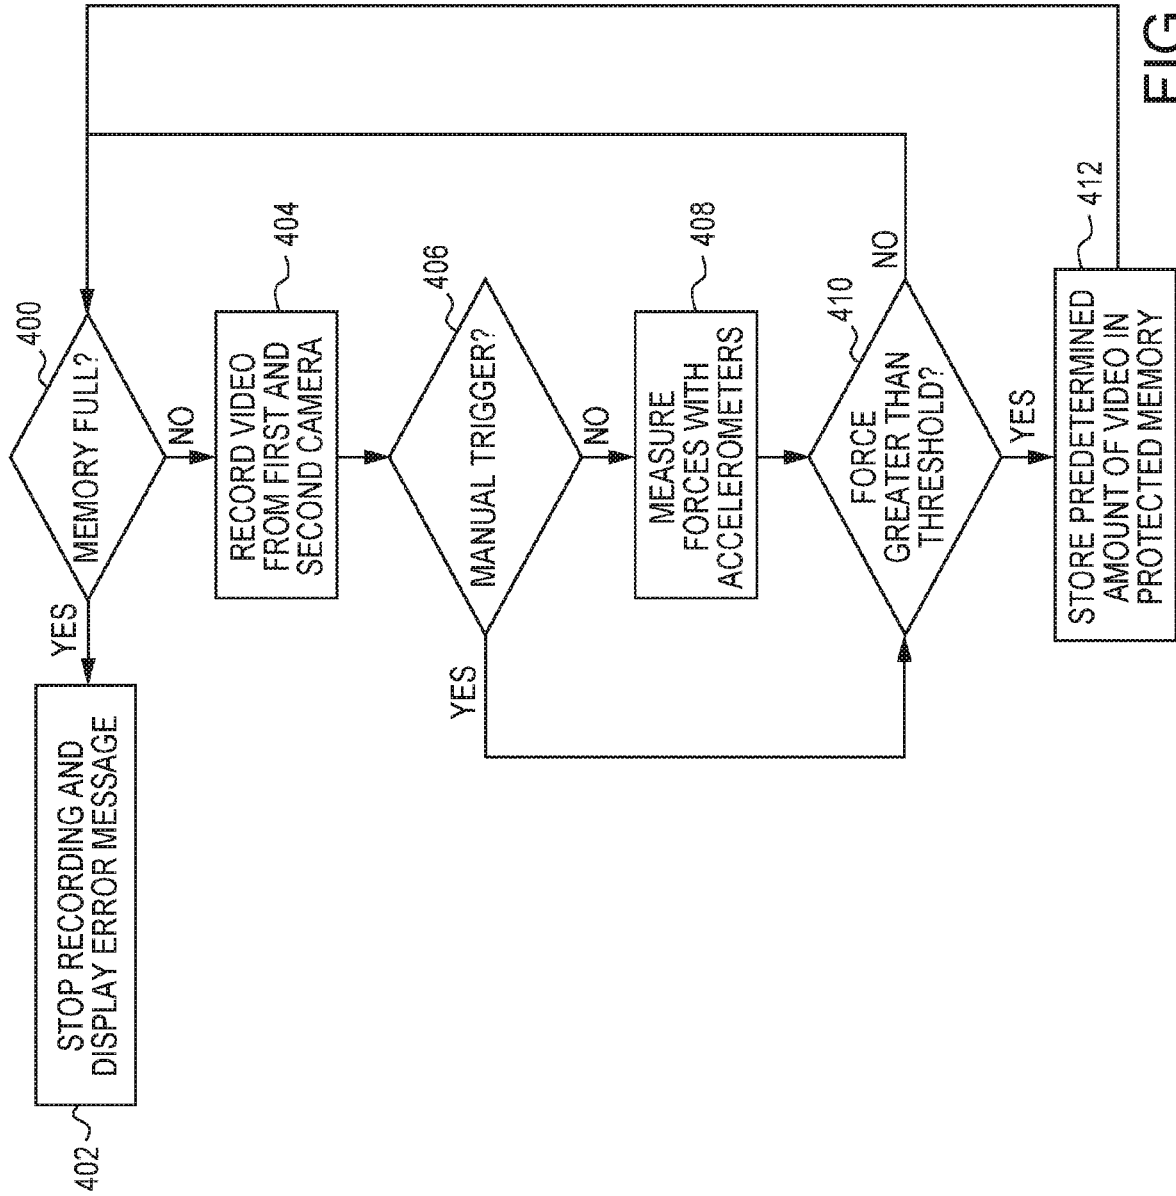 400
MEMORY FULL?
YES
NO
402
STOP RECORDING AND
DISPLAY ERROR MESSAGE
404
RECORD VIDEO
FROM FIRST AND
SECOND CAMERA
406
MANUAL TRIGGER?
YES
NO
408
MEASURE
FORCES WITH
ACCELEROMETERS
410
FORCE
GREATER THAN
THRESHOLD?
NO
YES
412
STORE PREDETERMINED
AMOUNT OF VIDEO IN
PROTECTED MEMORY
FIG